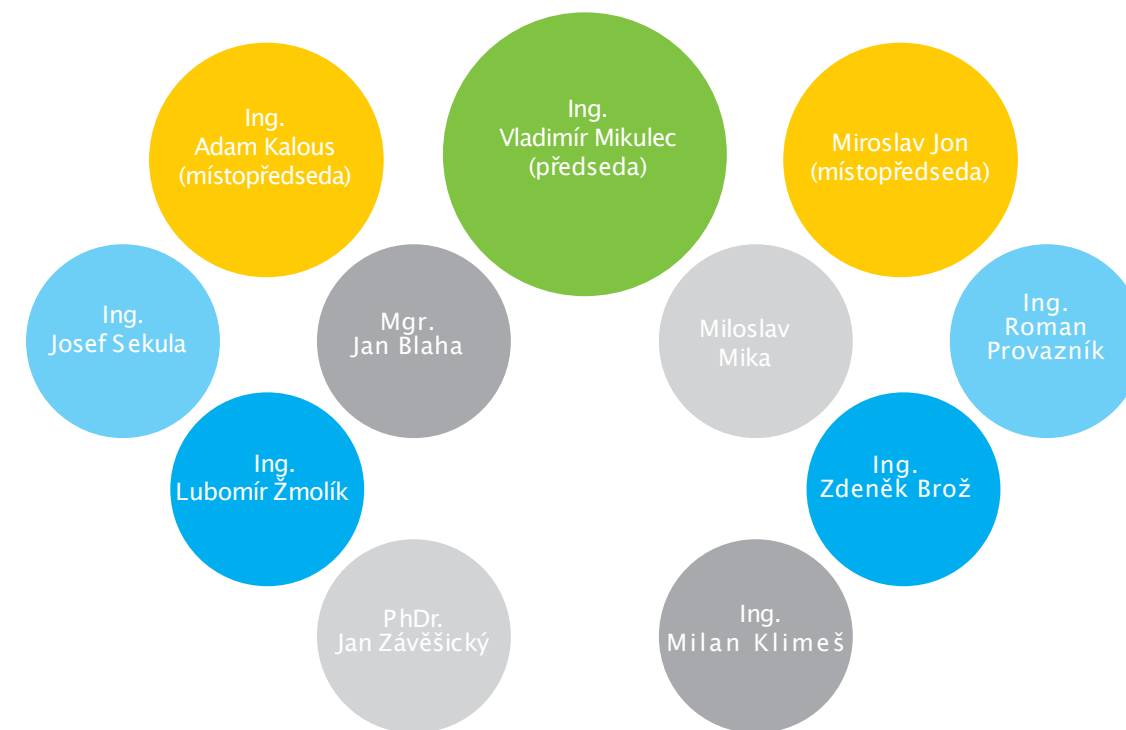 Ing.
Adam Kalous
(místopředseda)
Ing.
Vladimír Mikulec
(předseda)
Miroslav Jon
(místopředseda)
Ing.
Josef Sekula
Mgr.
Jan Blaha
Miloslav
Mika
Ing.
Roman
Provazník
Ing.
Lubomír Žmolík
Ing.
Zdeněk Brož
PhDr.
Jan Závěšický
Ing.
Milan Klimeš